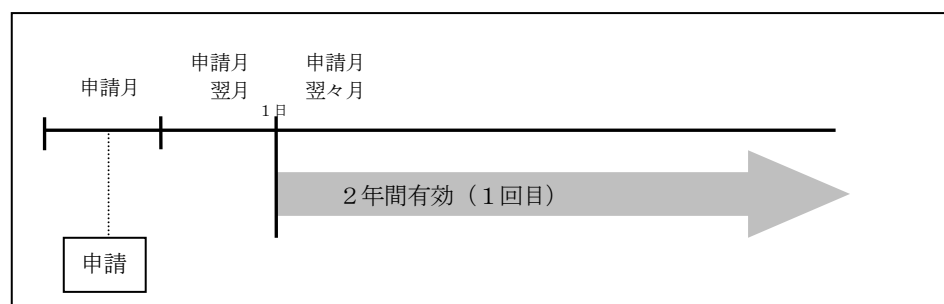 申請月
申請月
翌月
申請月
翌々月
1日
2年間有効（1回目）
申請